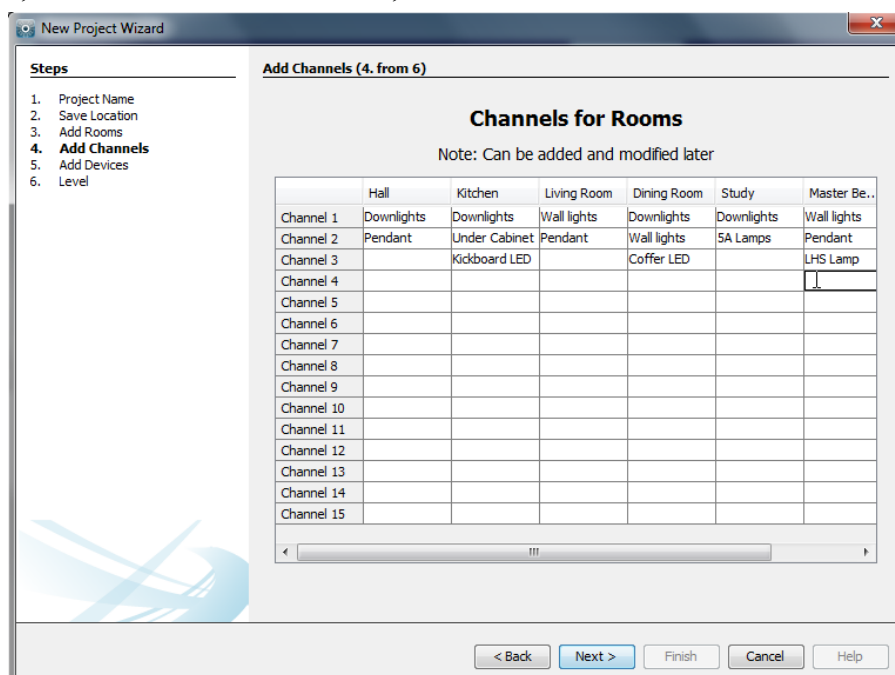 New Project Wizard
Steps
1. Project Name
2. Save Location
3. Add Rooms
4. Add Channels
5. Add Devices
6. Level
Add Channels (4. from 6)
Channels for Rooms
Note: Can be added and modified later
Hall Kitchen Living Room Dining Room Study Master Be...
Channel 1 Downlights Downlights Wall lights Downlights Downlights Wall lights
Channel 2 Pendant Under Cabinet Pendant Wall lights 5A Lamps Pendant
Channel 3 Kickboard LED Coffer LED LHS Lamp
Channel 4
Channel 5
Channel 6
Channel 7
Channel 8
Channel 9
Channel 10
Channel 11
Channel 12
Channel 13
Channel 14
Channel 15
< Back Next > Finish Cancel Help